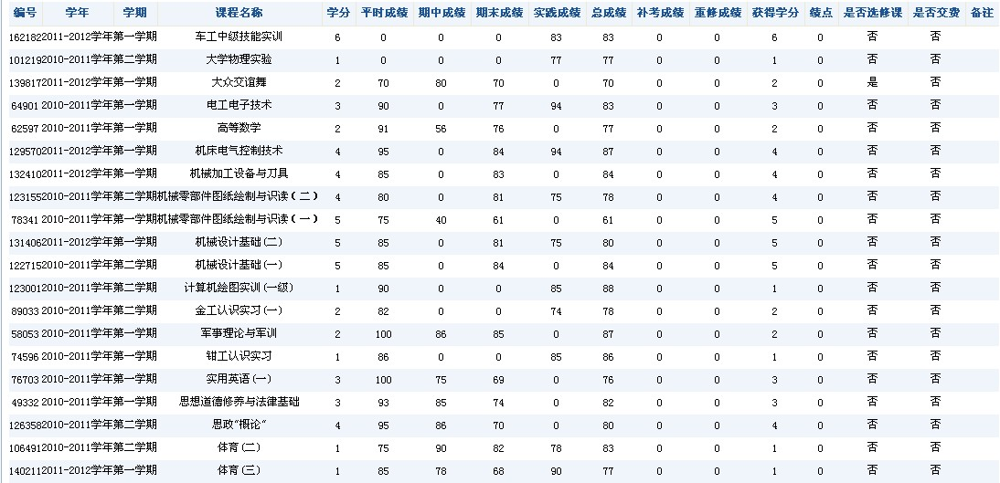 编号 学年 学期 课程名称 学分 平时成绩 期中成绩 期末成绩 实践成绩 总成绩 补考成绩 重修成绩 获得学分 绩点 是否选修课 是否交费 备注
162182 2011-2012学年 第一学期 车工中级技能实训 6 0 0 0 83 83 0 0 6 0 否 否
101219 2010-2011学年 第二学期 大学物理实验 1 0 0 0 77 77 0 0 1 0 否 否
139817 2011-2012学年 第一学期 大众交谊舞 2 70 80 70 0 70 0 0 2 0 是 否
64901 2010-2011学年 第一学期 电工电子技术 3 90 0 77 94 83 0 0 3 0 否 否
62597 2010-2011学年 第一学期 高等数学 2 91 56 76 0 77 0 0 2 0 否 否
129570 2011-2012学年 第一学期 机床电气控制技术 4 95 0 84 94 87 0 0 4 0 否 否
132410 2011-2012学年 第一学期 机械加工设备与刀具 4 85 0 83 0 84 0 0 4 0 否 否
123155 2010-2011学年 第二学期 机械零部件图纸绘制与识读（二） 4 80 0 81 75 78 0 0 4 0 否 否
78341 2010-2011学年 第一学期 机械零部件图纸绘制与识读（一） 5 75 40 61 0 61 0 0 5 0 否 否
131406 2011-2012学年 第一学期 机械设计基础(二) 5 85 0 81 75 80 0 0 5 0 否 否
122715 2010-2011学年 第二学期 机械设计基础(一) 5 85 0 84 0 84 0 0 5 0 否 否
123001 2010-2011学年 第二学期 计算机绘图实训(一级) 1 90 0 0 85 88 0 0 1 0 否 否
89033 2010-2011学年 第二学期 金工认识实习(一) 2 82 0 0 74 78 0 0 2 0 否 否
58053 2010-2011学年 第一学期 军事理论与军训 2 100 86 85 0 87 0 0 2 0 否 否
74596 2010-2011学年 第一学期 钳工认识实习 1 86 0 0 85 86 0 0 1 0 否 否
76703 2010-2011学年 第一学期 实用英语(一) 3 100 75 69 0 76 0 0 3 0 否 否
49332 2010-2011学年 第一学期 思想道德修养与法律基础 3 93 85 74 0 82 0 0 3 0 否 否
126358 2010-2011学年 第二学期 思政“概论” 4 95 86 70 0 80 0 0 4 0 否 否
106491 2010-2011学年 第二学期 体育(二) 1 75 90 82 78 83 0 0 1 0 否 否
140211 2011-2012学年 第一学期 体育(三) 1 85 78 68 90 77 0 0 1 0 否 否